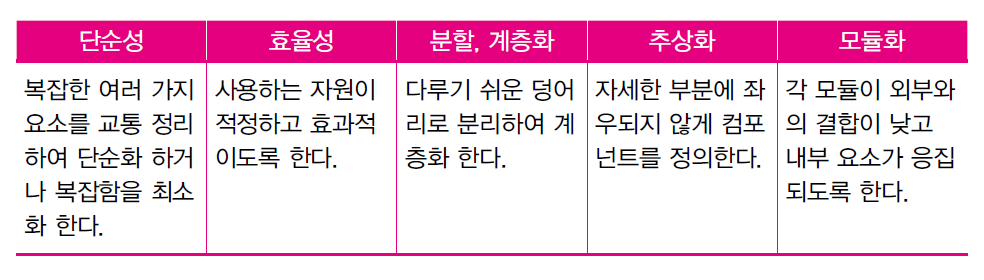 단순성
효율성
분할, 계층화
추상화
모듈화
복잡한 여러 가지
요소를 교통 정리
하여 단순화 하거
나 복잡함을 최소
화 한다.
사용하는 자원이
적정하고 효과적
이도록 한다.
다루기 쉬운 덩어
리로 분리하여 계
층화 한다.
자세한 부분에 좌
우되지 않게 컴포
넌트를 정의한다.
각 모듈이 외부와
의 결합이 낮고
내부 요소가 응집
되도록 한다.